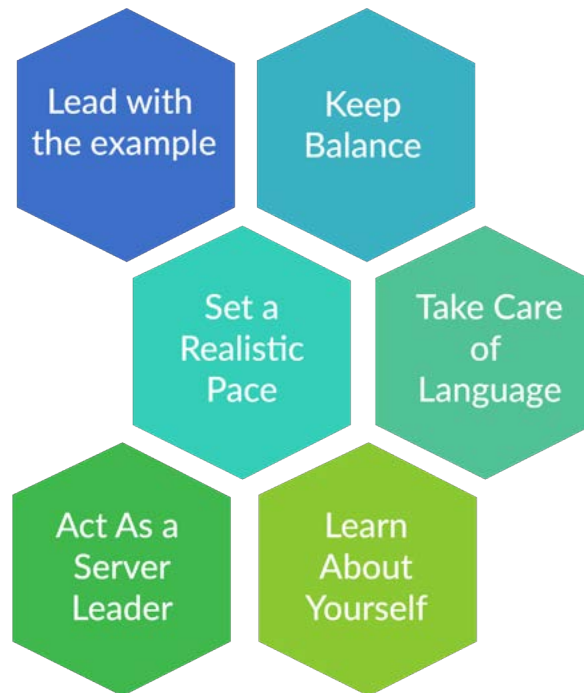 Lead with
the example
Keep
Balance
Set a
Realistic
Pace
Take Care
of
Language
Act As a
Server
Leader
Learn
About
Yourself